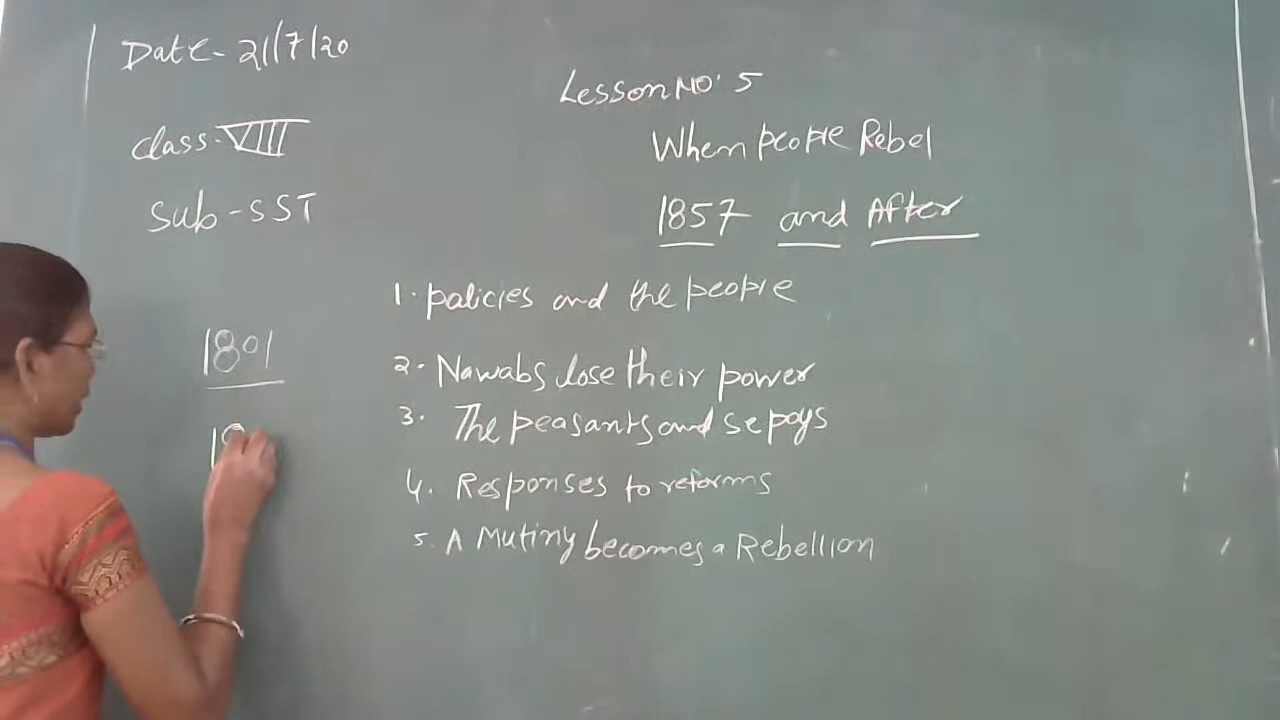 Date- 21/7/20
Lesson No. 5
class- VIII
When people Rebel
Sub - SST
1857 and After
1. policies and the people
1801
2. Nawabs lose their power
3. The peasants and sepoys
18
4. Responses to reforms
5. A Mutiny becomes a Rebellion